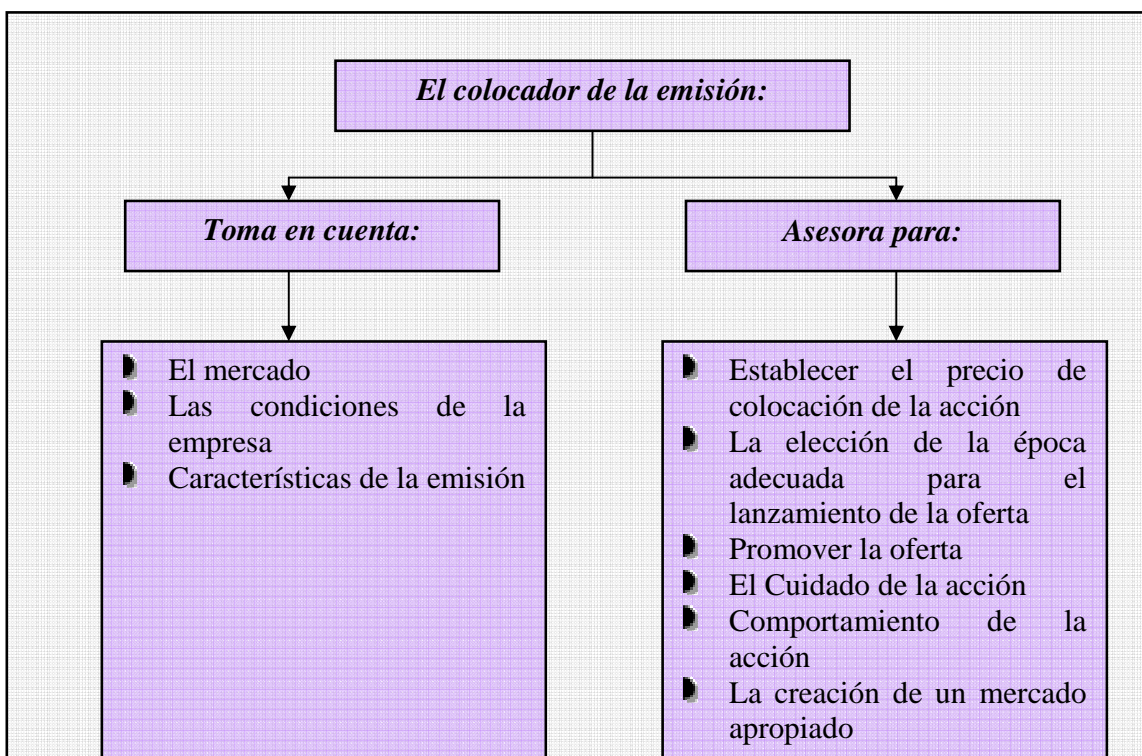 El colocador de la emisión:
Toma en cuenta:
Asesora para:
El mercado
Las condiciones de la
empresa
Características de la emisión
Establecer el precio de
colocación de la acción
La elección de la época
adecuada para el
lanzamiento de la oferta
Promover la oferta
El Cuidado de la acción
Comportamiento de la
acción
La creación de un mercado
apropiado